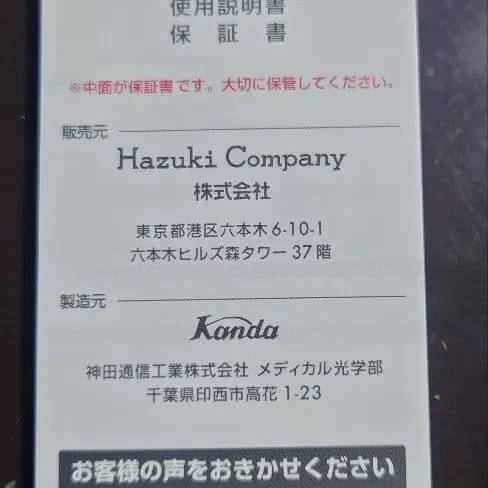 使用説明書
保証書
※中面が保証書です。大切に保管してください。
販売元
Hazuki Company
株式会社
東京都港区六本木6-10-1
六本木ヒルズ森タワー37階
製造元
Kanda
神田通信工業株式会社 メディカル光学部
千葉県印西市高花1-23
お客様の声をおきかせください